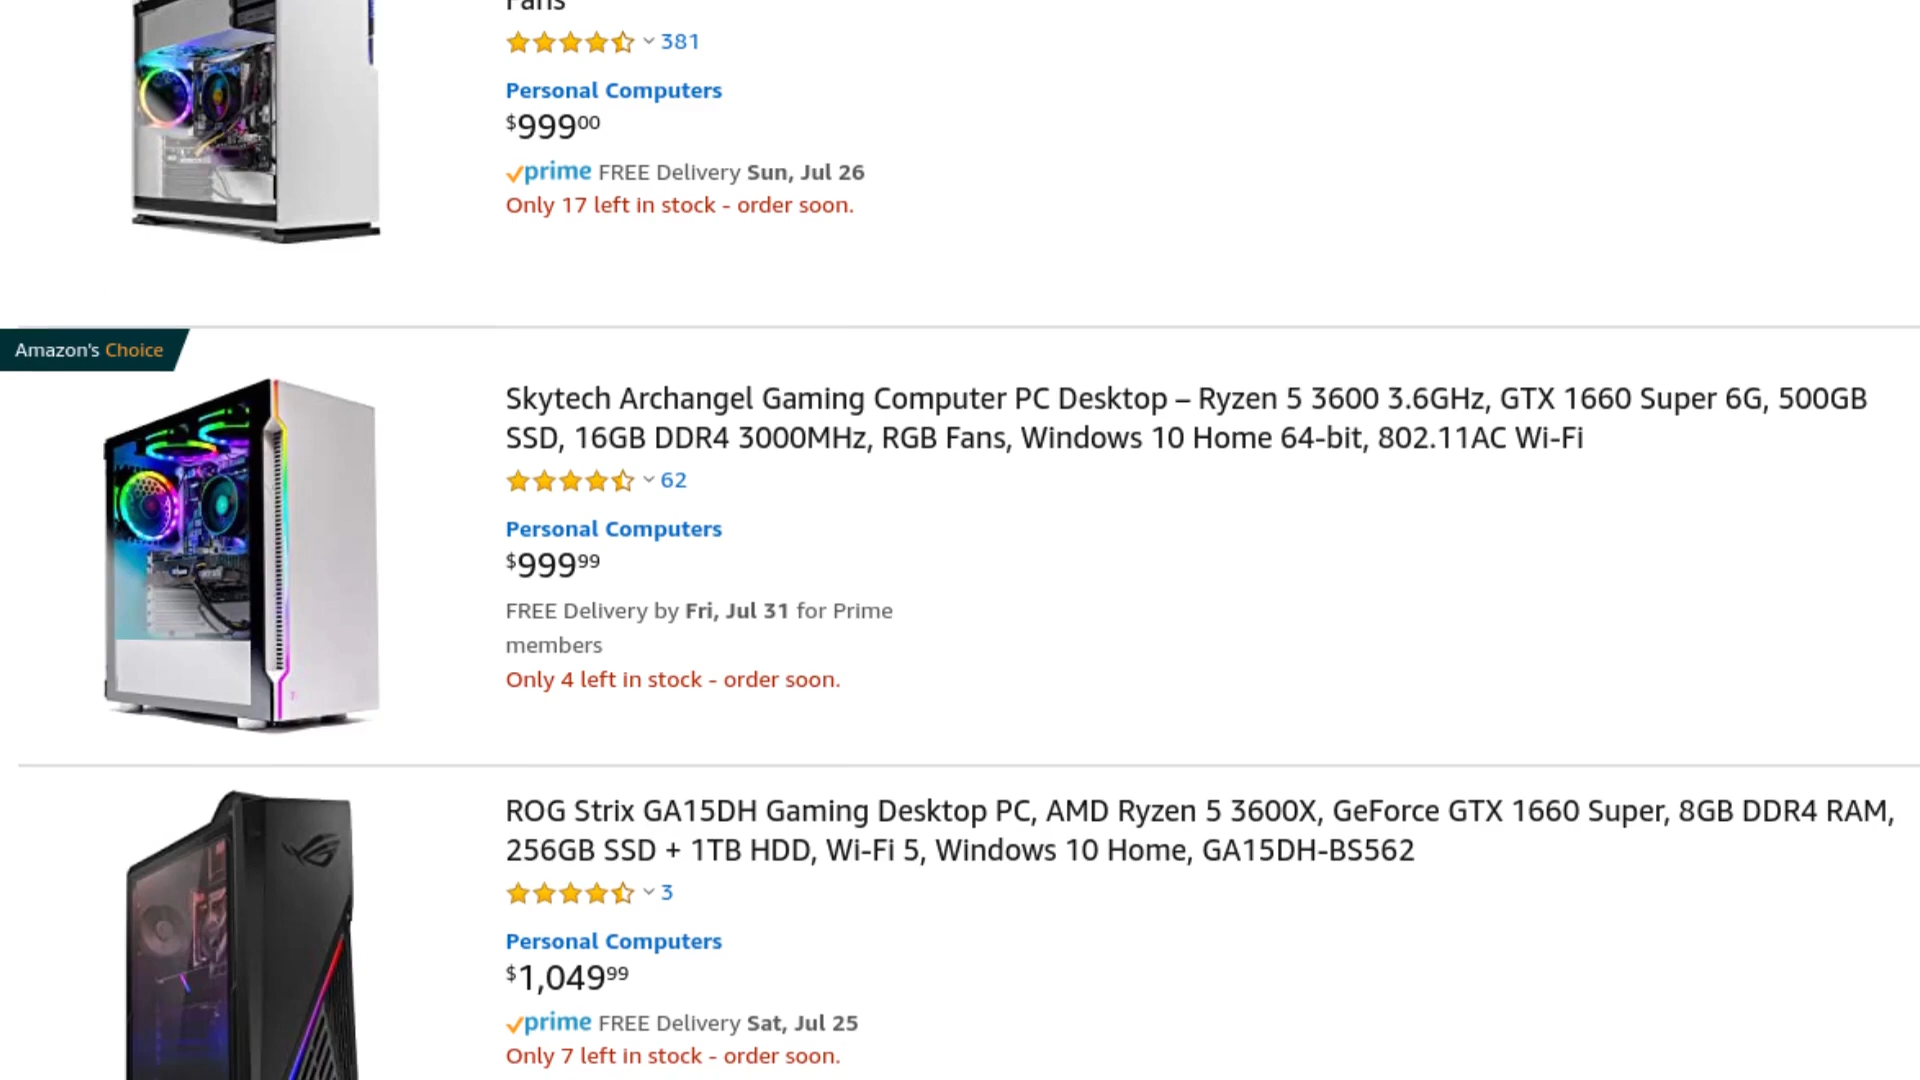 Fans
381
Personal Computers
$99900
prime FREE Delivery Sun, Jul 26
Only 17 left in stock - order soon.
Amazon's Choice
Skytech Archangel Gaming Computer PC Desktop – Ryzen 5 3600 3.6GHz, GTX 1660 Super 6G, 500GB
SSD, 16GB DDR4 3000MHz, RGB Fans, Windows 10 Home 64-bit, 802.11AC Wi-Fi
62
Personal Computers
$99999
FREE Delivery by Fri, Jul 31 for Prime
members
Only 4 left in stock - order soon.
ROG Strix GA15DH Gaming Desktop PC, AMD Ryzen 5 3600X, GeForce GTX 1660 Super, 8GB DDR4 RAM,
256GB SSD + 1TB HDD, Wi-Fi 5, Windows 10 Home, GA15DH-BS562
3
Personal Computers
$1,04999
prime FREE Delivery Sat, Jul 25
Only 7 left in stock - order soon.